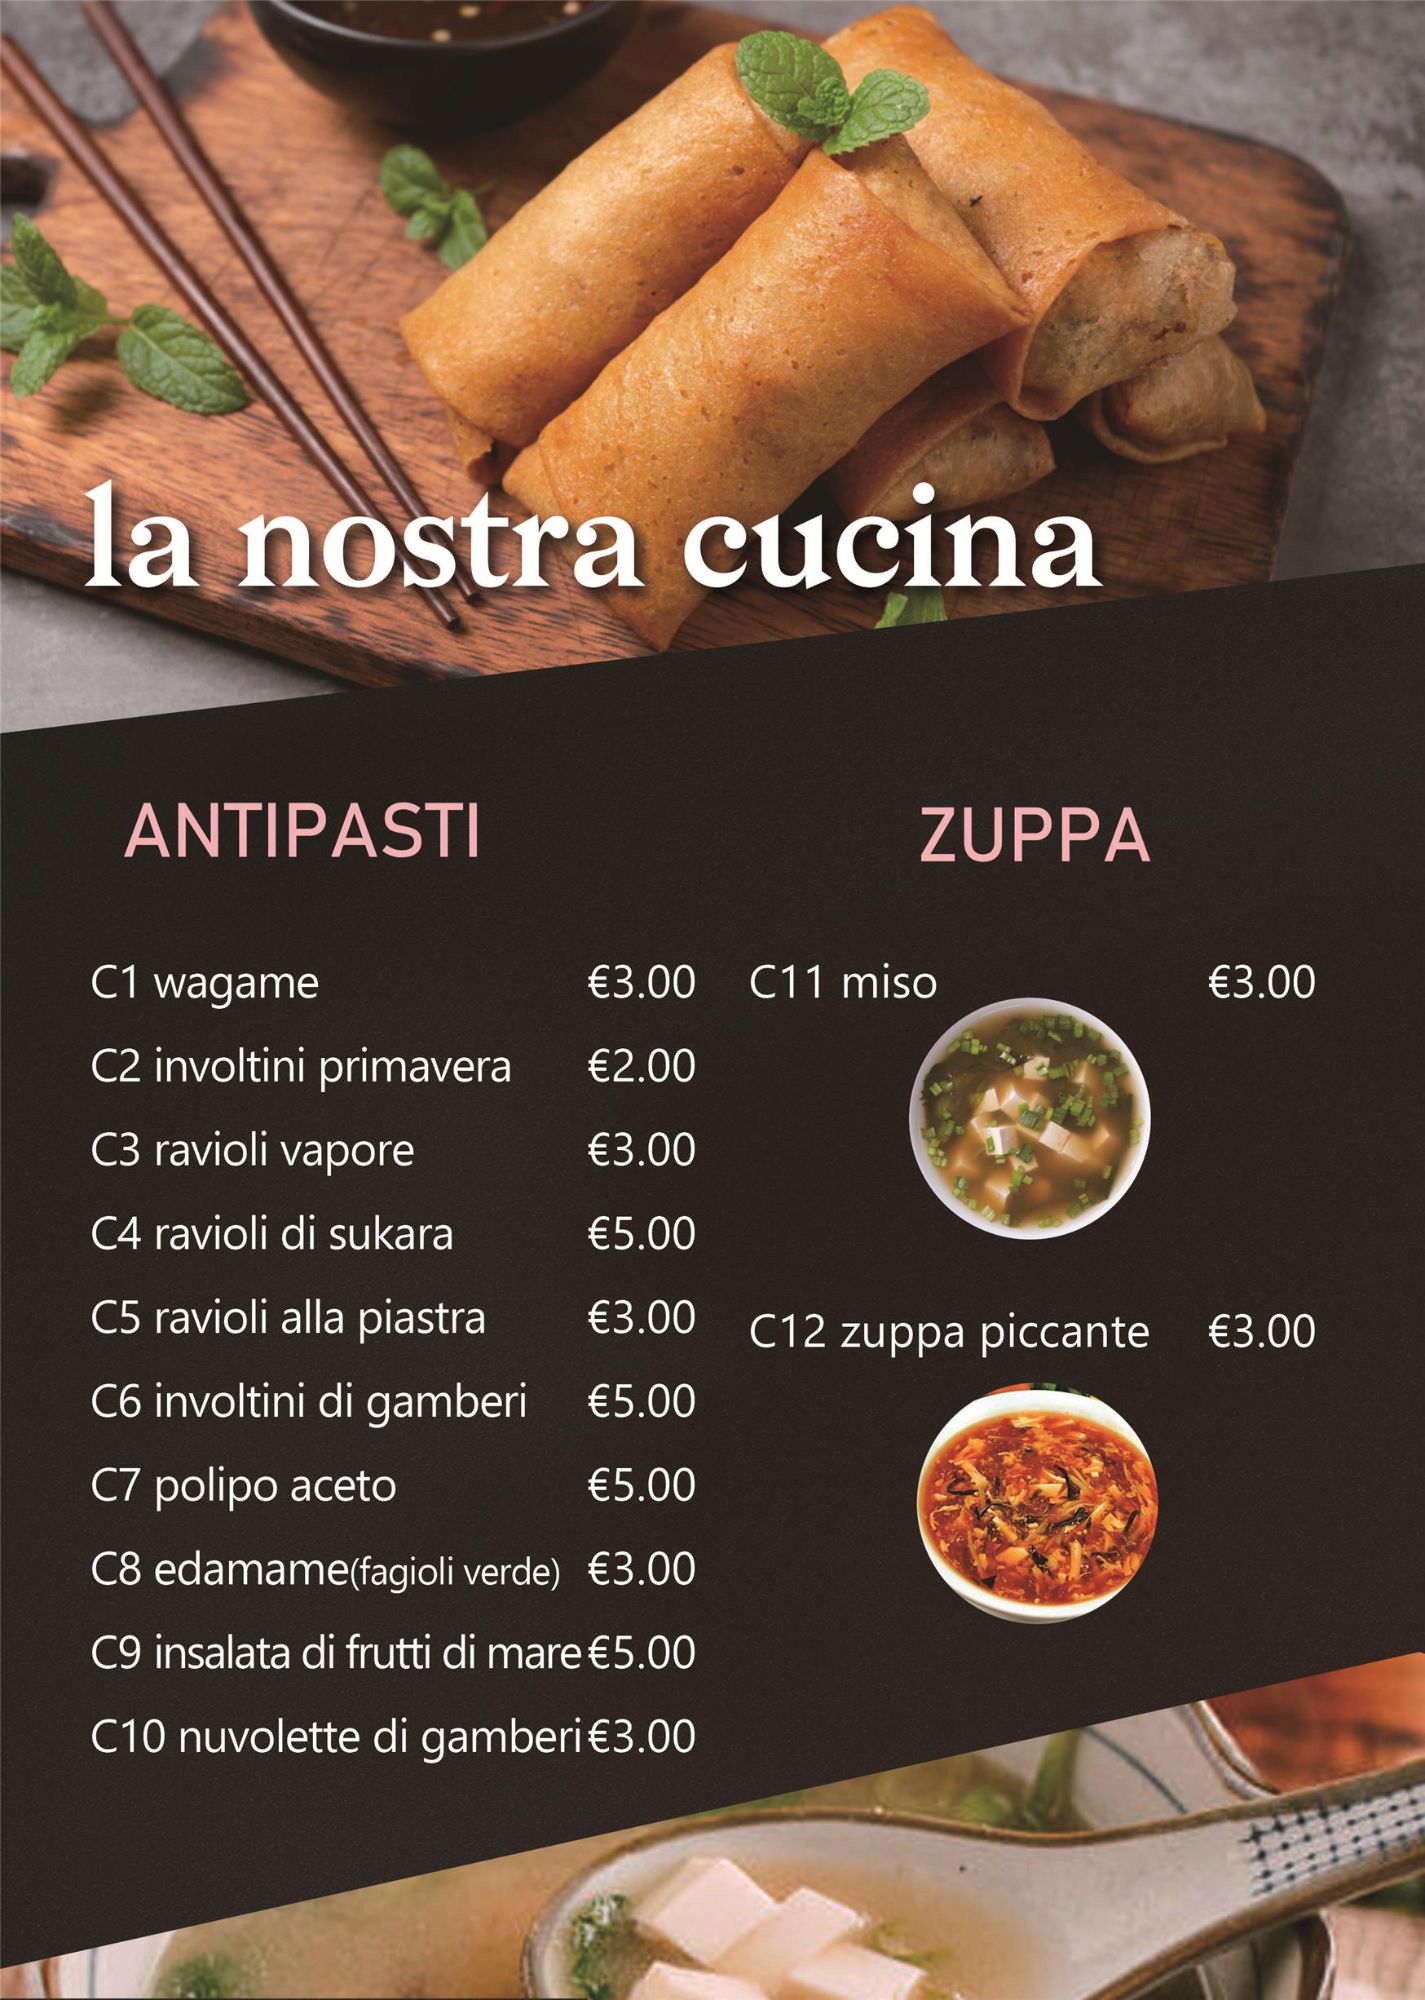 la nostra cucina
ANTIPASTI
C1 wagame €3.00
C2 involtini primavera €2.00
C3 ravioli vapore €3.00
C4 ravioli di sukara €5.00
C5 ravioli alla piastra €3.00
C6 involtini di gamberi €5.00
C7 polipo aceto €5.00
C8 edamame(fagioli verde) €3.00
C9 insalata di frutti di mare €5.00
C10 nuvolette di gamberi €3.00
ZUPPA
C11 miso €3.00
C12 zuppa piccante €3.00